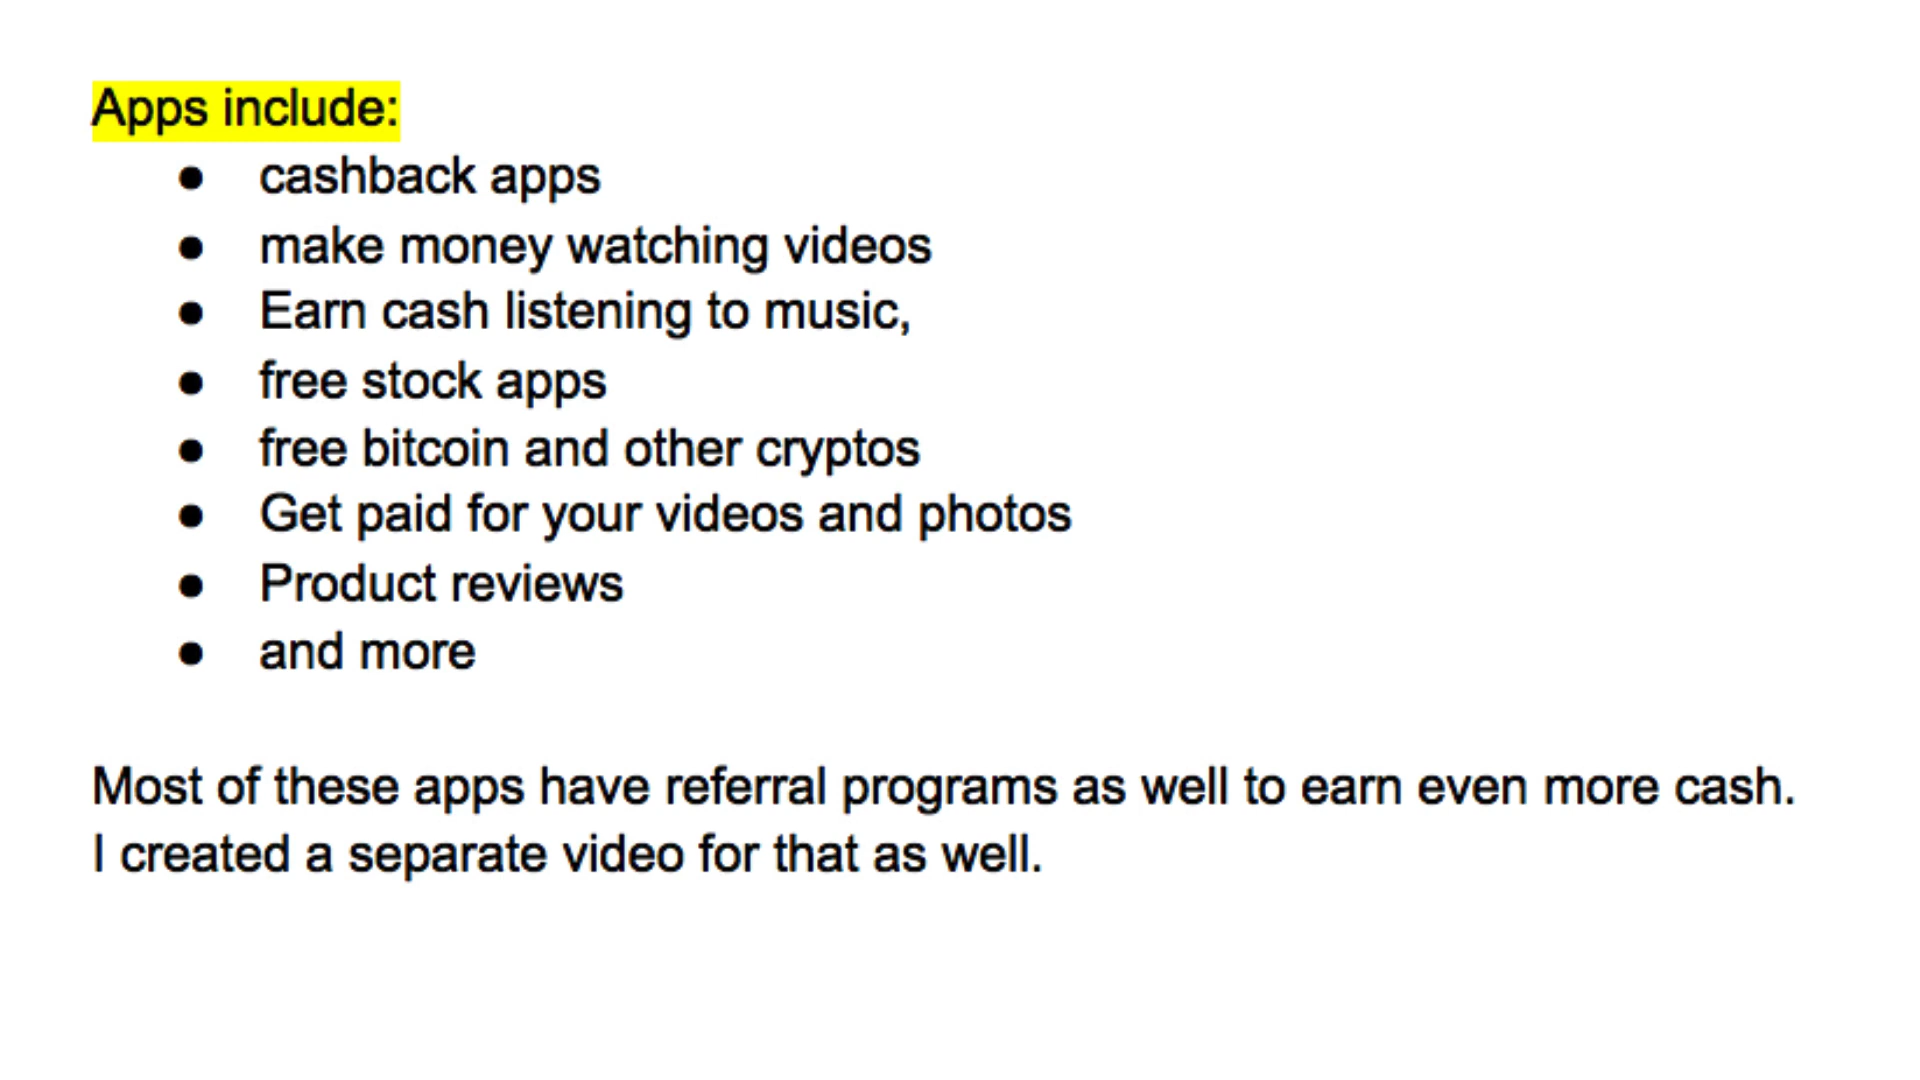 Apps include:
● cashback apps
● make money watching videos
● Earn cash listening to music,
● free stock apps
● free bitcoin and other cryptos
● Get paid for your videos and photos
● Product reviews
● and more
Most of these apps have referral programs as well to earn even more cash.
I created a separate video for that as well.